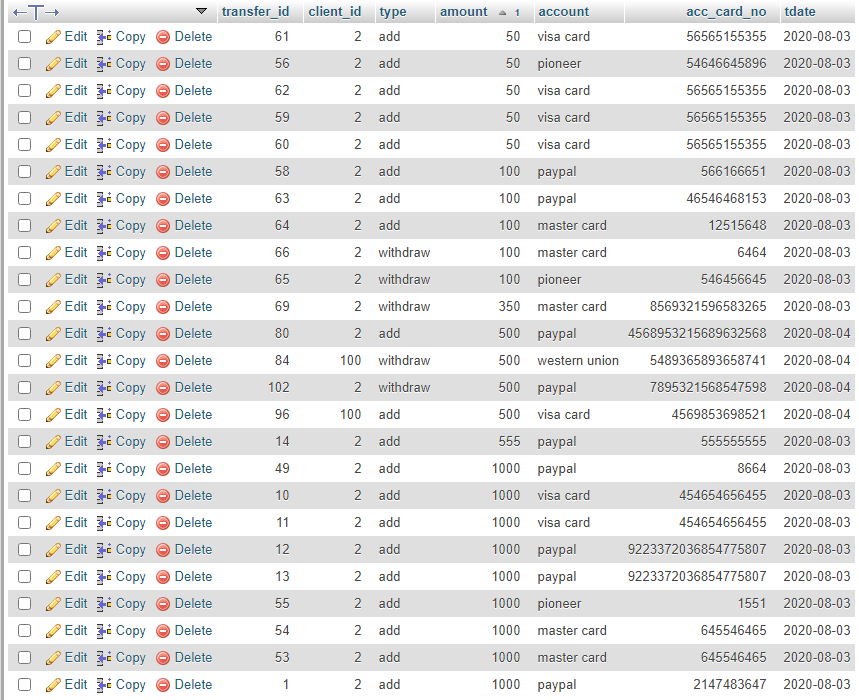 transfer_id client_id type amount 1 account acc_card_no tdate
Edit Copy Delete 61 2 add 50 visa card 56565155355 2020-08-03
Edit Copy Delete 56 2 add 50 pioneer 54646645896 2020-08-03
Edit Copy Delete 62 2 add 50 visa card 56565155355 2020-08-03
Edit Copy Delete 59 2 add 50 visa card 56565155355 2020-08-03
Edit Copy Delete 60 2 add 50 visa card 56565155355 2020-08-03
Edit Copy Delete 58 2 add 100 paypal 566166651 2020-08-03
Edit Copy Delete 63 2 add 100 paypal 46546468153 2020-08-03
Edit Copy Delete 64 2 add 100 master card 12515648 2020-08-03
Edit Copy Delete 66 2 withdraw 100 master card 6464 2020-08-03
Edit Copy Delete 65 2 withdraw 100 pioneer 546456645 2020-08-03
Edit Copy Delete 69 2 withdraw 350 master card 8569321596583265 2020-08-03
Edit Copy Delete 80 2 add 500 paypal 4568953215689632568 2020-08-04
Edit Copy Delete 84 100 withdraw 500 western union 5489365893658741 2020-08-04
Edit Copy Delete 102 2 withdraw 500 paypal 7895321568547598 2020-08-04
Edit Copy Delete 96 100 add 500 visa card 4569853698521 2020-08-04
Edit Copy Delete 14 2 add 555 paypal 555555555 2020-08-03
Edit Copy Delete 49 2 add 1000 paypal 8664 2020-08-03
Edit Copy Delete 10 2 add 1000 visa card 454654656455 2020-08-03
Edit Copy Delete 11 2 add 1000 visa card 454654656455 2020-08-03
Edit Copy Delete 12 2 add 1000 paypal 9223372036854775807 2020-08-03
Edit Copy Delete 13 2 add 1000 paypal 9223372036854775807 2020-08-03
Edit Copy Delete 55 2 add 1000 pioneer 1551 2020-08-03
Edit Copy Delete 54 2 add 1000 master card 645546465 2020-08-03
Edit Copy Delete 53 2 add 1000 master card 645546465 2020-08-03
Edit Copy Delete 1 2 add 1000 paypal 2147483647 2020-08-03